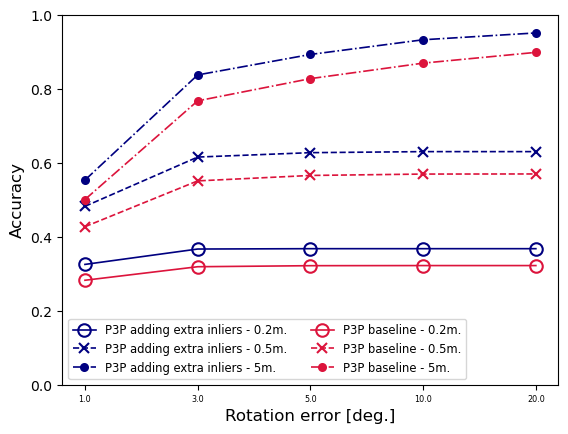 1.0
0.8
0.6
0.4
0.2
0.0
Accuracy
P3P adding extra inliers - 0.2m.
P3P adding extra inliers - 0.5m.
P3P adding extra inliers - 5m.
P3P baseline - 0.2m.
P3P baseline - 0.5m.
P3P baseline - 5m.
1.0 3.0 5.0 10.0 20.0
Rotation error [deg.]